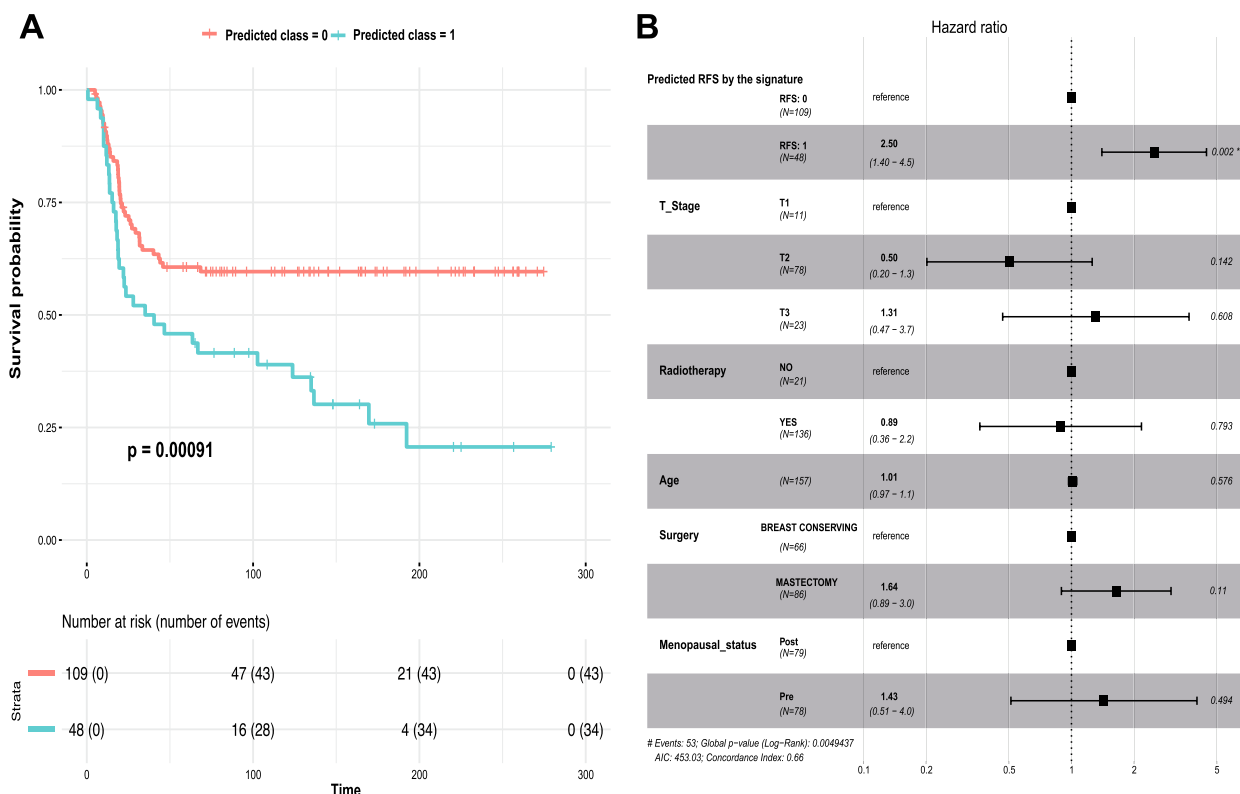 A
Predicted class = 0 Predicted class = 1
Survival probability
1.00
0.75
0.50
0.25
0.00
p = 0.00091
0 100 200 300
Number at risk (number of events)
Strata
109 (0) 47 (43) 21 (43) 0 (43)
48 (0) 16 (28) 4 (34) 0 (34)
0 100 200 300
Time
B
Hazard ratio
Predicted RFS by the signature
RFS: 0
(N=109)
reference
RFS: 1
(N=48)
2.50
(1.40 − 4.5)
0.002 *
T_Stage
T1
(N=11)
reference
T2
(N=78)
0.50
(0.20 − 1.3)
0.142
T3
(N=23)
1.31
(0.47 − 3.7)
0.608
Radiotherapy
NO
(N=21)
reference
YES
(N=136)
0.89
(0.36 − 2.2)
0.793
Age
(N=157)
1.01
(0.97 − 1.1)
0.576
Surgery
BREAST CONSERVING
(N=66)
reference
MASTECTOMY
(N=86)
1.64
(0.89 − 3.0)
0.11
Menopausal_status
Post
(N=79)
reference
Pre
(N=78)
1.43
(0.51 − 4.0)
0.494
# Events: 53; Global p−value (Log−Rank): 0.0049437
AIC: 453.03; Concordance Index: 0.66
0.1 0.2 0.5 1 2 5